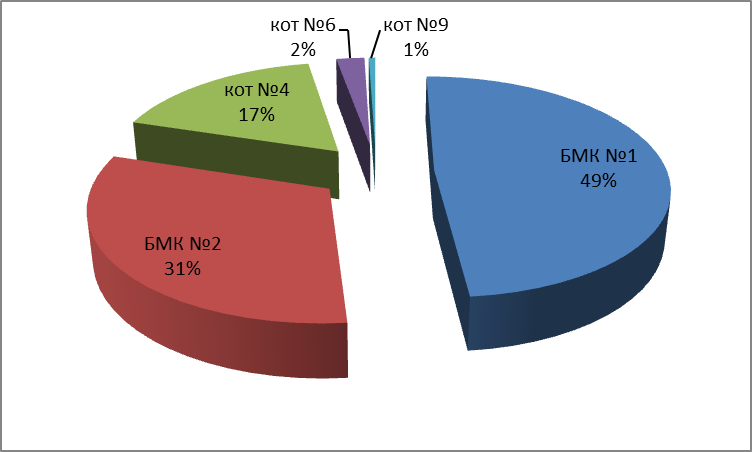 кот №6
2%
кот №9
1%
кот №4
17%
БМК №1
49%
БМК №2
31%